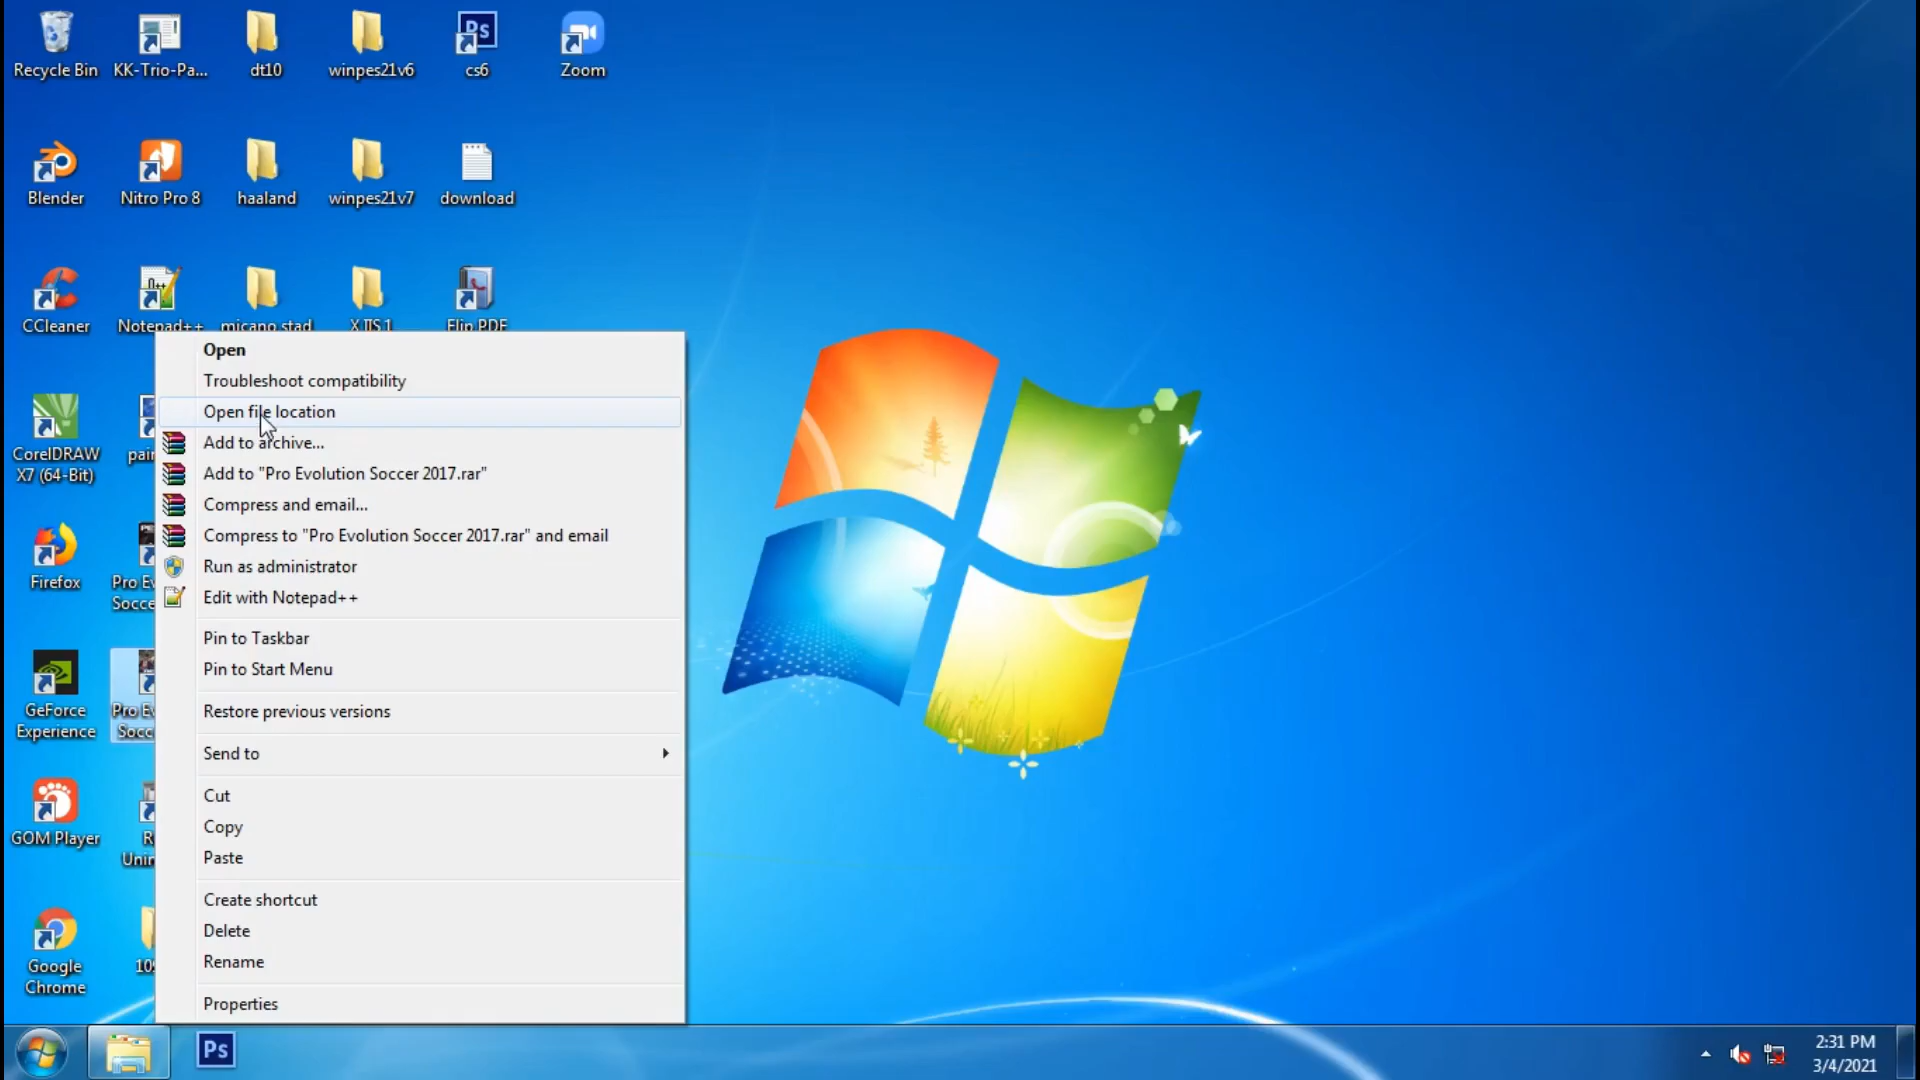 Recycle Bin
KK-Trio-Pa...
dt10
winpes21v6
Ps
cs6
Zoom
Blender
Nitro Pro 8
haaland
winpes21v7
download
CCleaner
Notepad++
micano stad
Flip PDF
CorelDRAW
X7 (64-Bit)
Firefox
GeForce
Experience
GOM Player
Google
Chrome
pain
Pro Ev
Socce
Pro Ev
Socc
R
Unin
Open
Troubleshoot compatibility
Open file location
Add to archive...
Add to "Pro Evolution Soccer 2017.rar"
Compress and email...
Compress to "Pro Evolution Soccer 2017.rar" and email
Run as administrator
Edit with Notepad++
Pin to Taskbar
Pin to Start Menu
Restore previous versions
Send to
Cut
Copy
Paste
Create shortcut
Delete
Rename
Properties
Ps
2:31 PM
3/4/2021